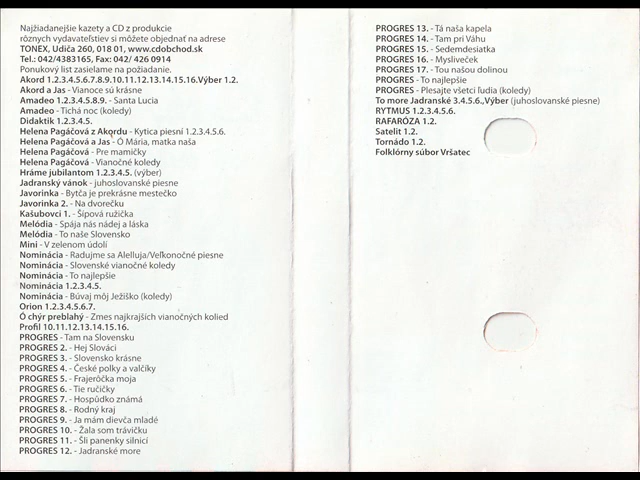 Najžiadanejšie kazety a CD z produkcie
rôznych vydavateľstiev si môžete objednať na adrese
TONEX, Udiča 260, 018 01, www.cdobchod.sk
Tel.: 042/4383165, Fax: 042/ 426 0914
Ponukový list zasielame na požiadanie.
Akord 1.2.3.4.5.6.7.8.9.10.11.12.13.14.15.16.Výber 1.2.
Akord a Jas - Vianoce sú krásne
Amadeo 1.2.3.4.5.8.9. - Santa Lucia
Amadeo - Tichá noc (koledy)
Didaktik 1.2.3.4.5.
Helena Pagáčová z Akordu - Kytica piesní 1.2.3.4.5.6.
Helena Pagáčová a Jas - Ó Mária, matka naša
Helena Pagáčová - Pre mamičky
Helena Pagáčová - Vianočné koledy
Hráme jubilantom 1.2.3.4.5. (výber)
Jadranský vánok - juhoslovanské piesne
Javorinka - Bytča je prekrásne mestečko
Javorinka 2. - Na dvorečku
Kašubovci 1. - Šípová ružička
Melódia - Spája nás nádej a láska
Melódia - To naše Slovensko
Mini - V zelenom údolí
Nominácia - Radujme sa Alelluja/Veľkonočné piesne
Nominácia - Slovenské vianočné koledy
Nominácia - To najlepšie
Nominácia 1.2.3.4.5.
Nominácia - Búvaj môj Ježiško (koledy)
Orion 1.2.3.4.5.6.7.
Ó chýr preblahý - Zmes najkrajších vianočných kolied
Profil 10.11.12.13.14.15.16.
PROGRES - Tam na Slovensku
PROGRES 2. - Hej Slováci
PROGRES 3. - Slovensko krásne
PROGRES 4. - České polky a valčíky
PROGRES 5. - Frajerôčka moja
PROGRES 6. - Tie ručičky
PROGRES 7. - Hospůdko známá
PROGRES 8. - Rodný kraj
PROGRES 9. - Ja mám dievča mladé
PROGRES 10. - Žala som trávičku
PROGRES 11. - Šli panenky silnicí
PROGRES 12. - Jadranské more
PROGRES 13. - Tá naša kapela
PROGRES 14. - Tam pri Váhu
PROGRES 15. - Sedemdesiatka
PROGRES 16. - Mysliveček
PROGRES 17. - Tou našou dolinou
PROGRES - To najlepšie
PROGRES - Plesajte všetci ľudia (koledy)
To more Jadranské 3.4.5.6.,Výber (juhoslovanské piesne)
RYTMUS 1.2.3.4.5.6.
RAFARÓZA 1.2.
Satelit 1.2.
Tornádo 1.2.
Folklórny súbor Vršatec